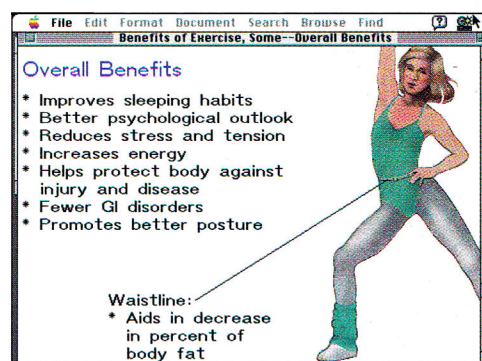 File Edit Format Document Search Browse Find
Benefits of Exercise, Some--Overall Benefits
Overall Benefits
* Improves sleeping habits
* Better psychological outlook
* Reduces stress and tension
* Increases energy
* Helps protect body against
injury and disease
* Fewer GI disorders
* Promotes better posture
Waistline:
* Aids in decrease
in percent of
body fat